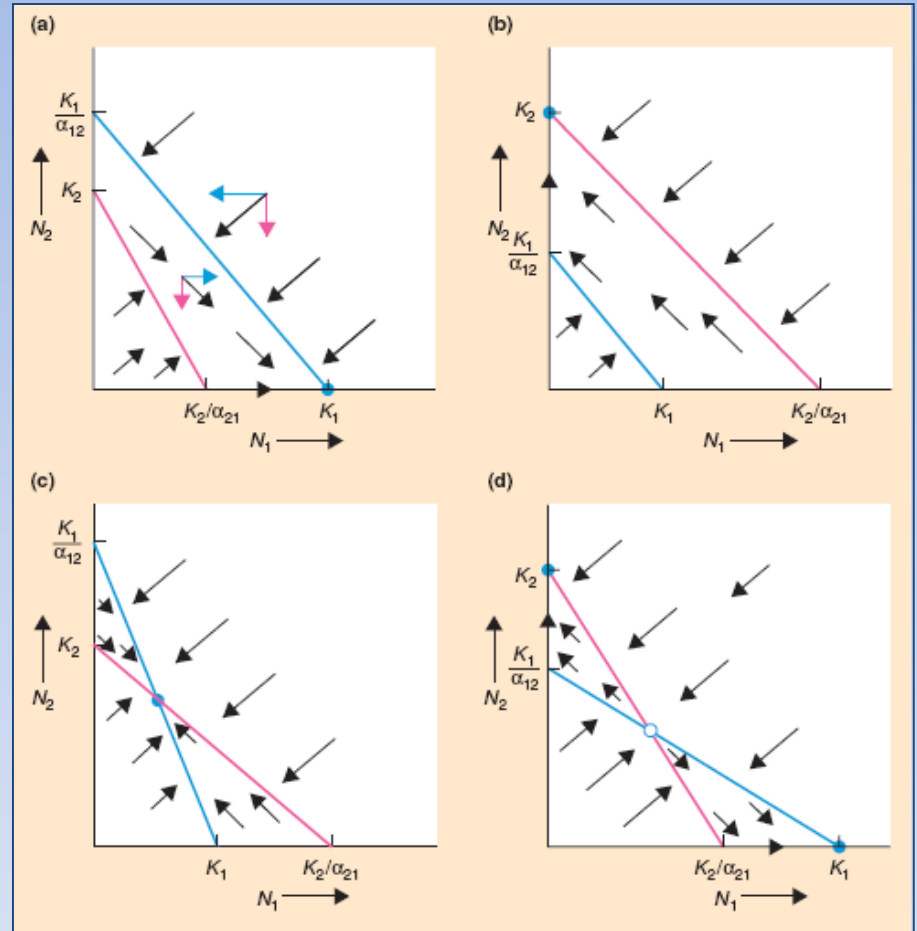 (a)
K₁
α₁₂
K₂
N₂
K₂/α₂₁
K₁
N₁
(b)
K₂
N₂
K₁
α₁₂
K₁
K₂/α₂₁
N₁
(c)
K₁
α₁₂
K₂
N₂
K₁
K₂/α₂₁
N₁
(d)
K₂
K₁
α₁₂
N₂
K₂/α₂₁
K₁
N₁